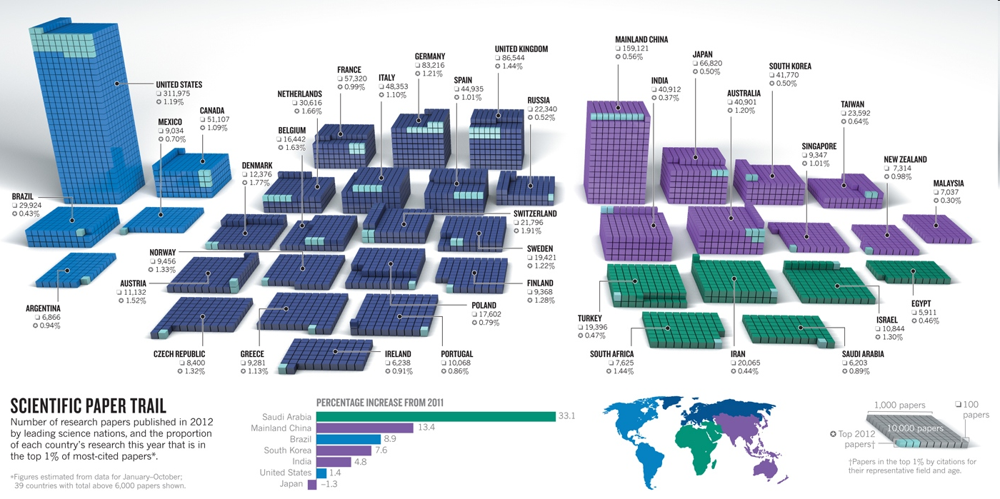 UNITED STATES
❑ 311,975
✪ 1.19%
MEXICO
❑ 9,034
✪ 0.70%
CANADA
❑ 51,107
✪ 1.09%
BRAZIL
❑ 29,924
✪ 0.43%
ARGENTINA
❑ 6,866
✪ 0.94%
DENMARK
❑ 12,376
✪ 1.77%
BELGIUM
❑ 16,442
✪ 1.63%
NETHERLANDS
❑ 30,616
✪ 1.66%
FRANCE
❑ 57,320
✪ 0.99%
ITALY
❑ 48,353
✪ 1.10%
GERMANY
❑ 83,216
✪ 1.21%
SPAIN
❑ 44,935
✪ 1.01%
UNITED KINGDOM
❑ 86,544
✪ 1.44%
RUSSIA
❑ 22,340
✪ 0.52%
SWITZERLAND
❑ 21,796
✪ 1.91%
SWEDEN
❑ 19,421
✪ 1.22%
FINLAND
❑ 9,368
✪ 1.28%
POLAND
❑ 17,602
✪ 0.79%
NORWAY
❑ 9,456
✪ 1.33%
AUSTRIA
❑ 11,132
✪ 1.52%
CZECH REPUBLIC
❑ 8,400
✪ 1.32%
GREECE
❑ 9,281
✪ 1.13%
IRELAND
❑ 6,238
✪ 0.91%
PORTUGAL
❑ 10,068
✪ 0.86%
MAINLAND CHINA
❑ 159,121
✪ 0.56%
INDIA
❑ 40,912
✪ 0.37%
JAPAN
❑ 66,820
✪ 0.50%
AUSTRALIA
❑ 40,901
✪ 1.20%
SOUTH KOREA
❑ 41,770
✪ 0.50%
SINGAPORE
❑ 9,347
✪ 1.01%
TAIWAN
❑ 23,592
✪ 0.64%
NEW ZEALAND
❑ 7,314
✪ 0.98%
MALAYSIA
❑ 7,037
✪ 0.30%
TURKEY
❑ 19,396
✪ 0.47%
SOUTH AFRICA
❑ 7,625
✪ 1.44%
IRAN
❑ 20,065
✪ 0.44%
SAUDI ARABIA
❑ 6,203
✪ 0.89%
ISRAEL
❑ 10,844
✪ 1.30%
EGYPT
❑ 5,911
✪ 0.46%
SCIENTIFIC PAPER TRAIL
Number of research papers published in 2012
by leading science nations, and the proportion
of each country's research this year that is in
the top 1% of most-cited papers*.
*Figures estimated from data for January–October;
39 countries with total above 6,000 papers shown.
PERCENTAGE INCREASE FROM 2011
Saudi Arabia 33.1
Mainland China 13.4
Brazil 8.9
South Korea 7.6
India 4.8
United States 1.4
Japan –1.3
1,000 papers
❑ 100
papers
10,000 papers
✪ Top 2012
papers†
†Papers in the top 1% by citations for
their representative field and age.